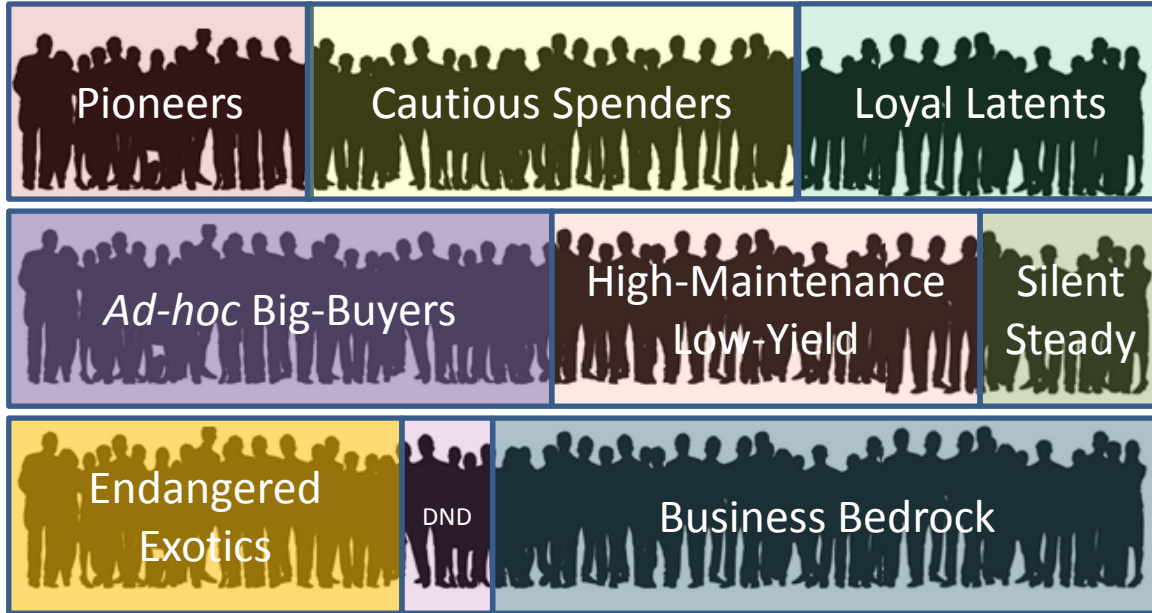 Pioneers
Cautious Spenders
Loyal Latents
Ad-hoc Big-Buyers
High-Maintenance
Low-Yield
Silent
Steady
Endangered
Exotics
DND
Business Bedrock